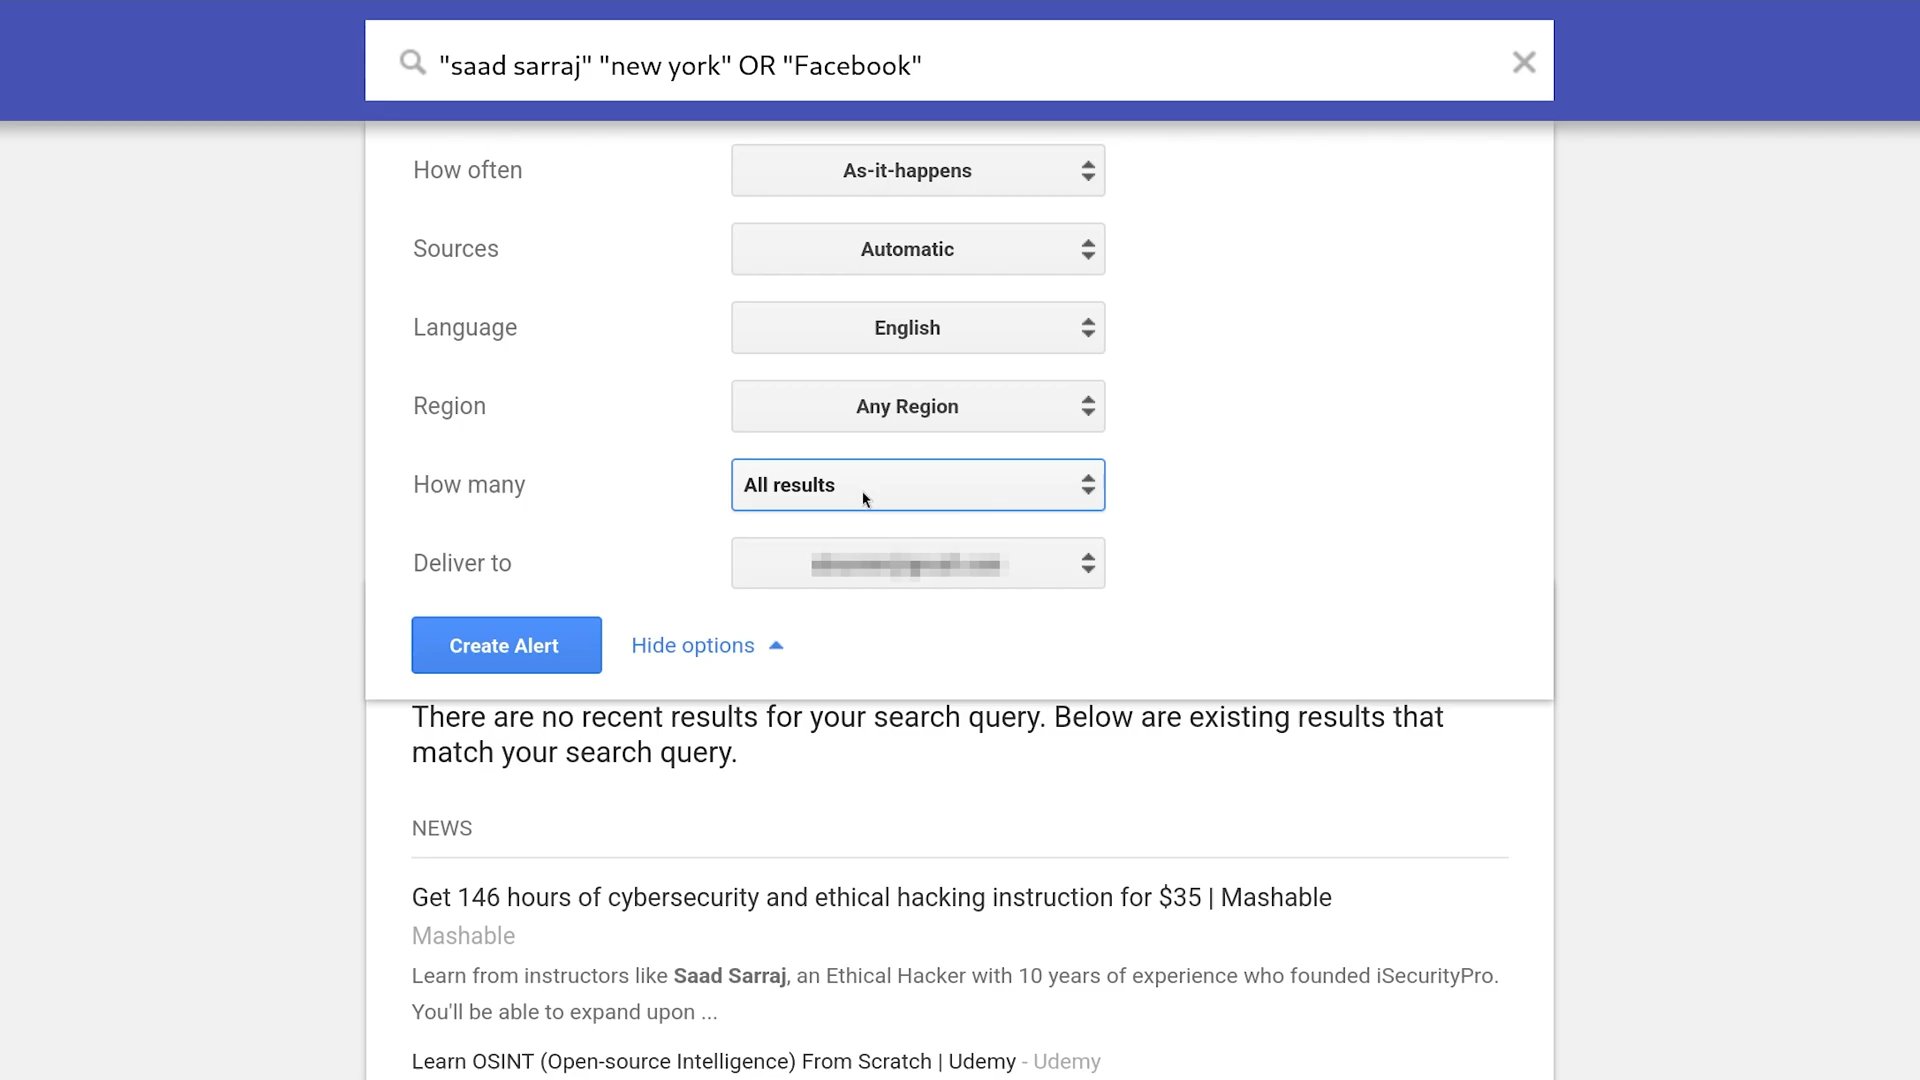 "saad sarraj" "new york" OR "Facebook"
How often
As-it-happens
Sources
Automatic
Language
English
Region
Any Region
How many
All results
Deliver to
Create Alert
Hide options
There are no recent results for your search query. Below are existing results that
match your search query.
NEWS
Get 146 hours of cybersecurity and ethical hacking instruction for $35 | Mashable
Mashable
Learn from instructors like Saad Sarraj, an Ethical Hacker with 10 years of experience who founded iSecurityPro.
You'll be able to expand upon ...
Learn OSINT (Open-source Intelligence) From Scratch | Udemy - Udemy